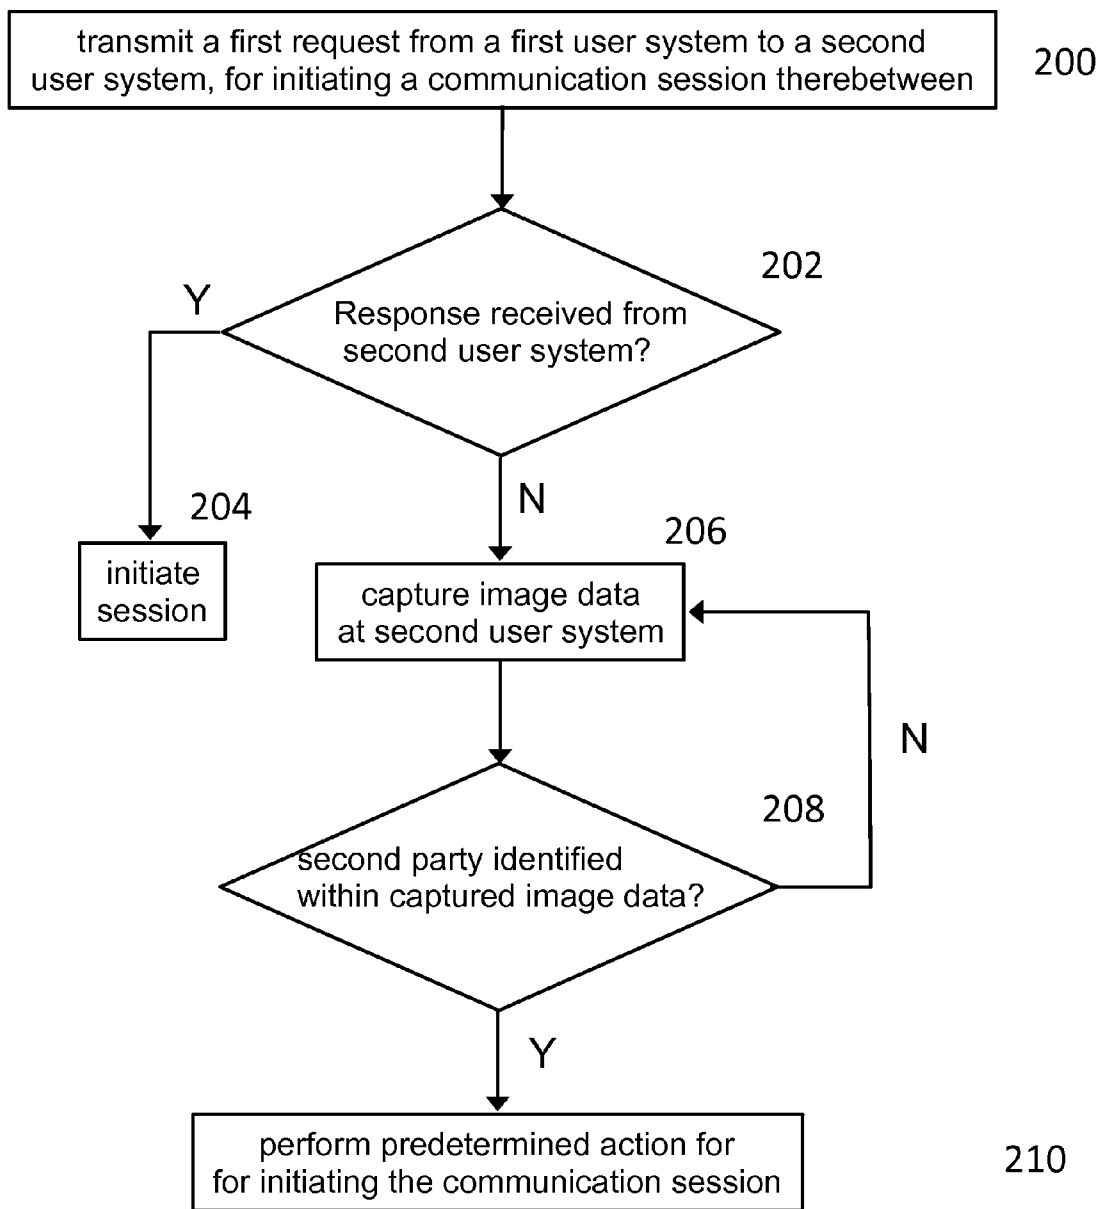 transmit a first request from a first user system to a second
user system, for initiating a communication session therebetween
200
202
Y
Response received from
second user system?
N
204
206
initiate
session
capture image data
at second user system
N
208
second party identified
within captured image data?
Y
perform predetermined action for
for initiating the communication session
210